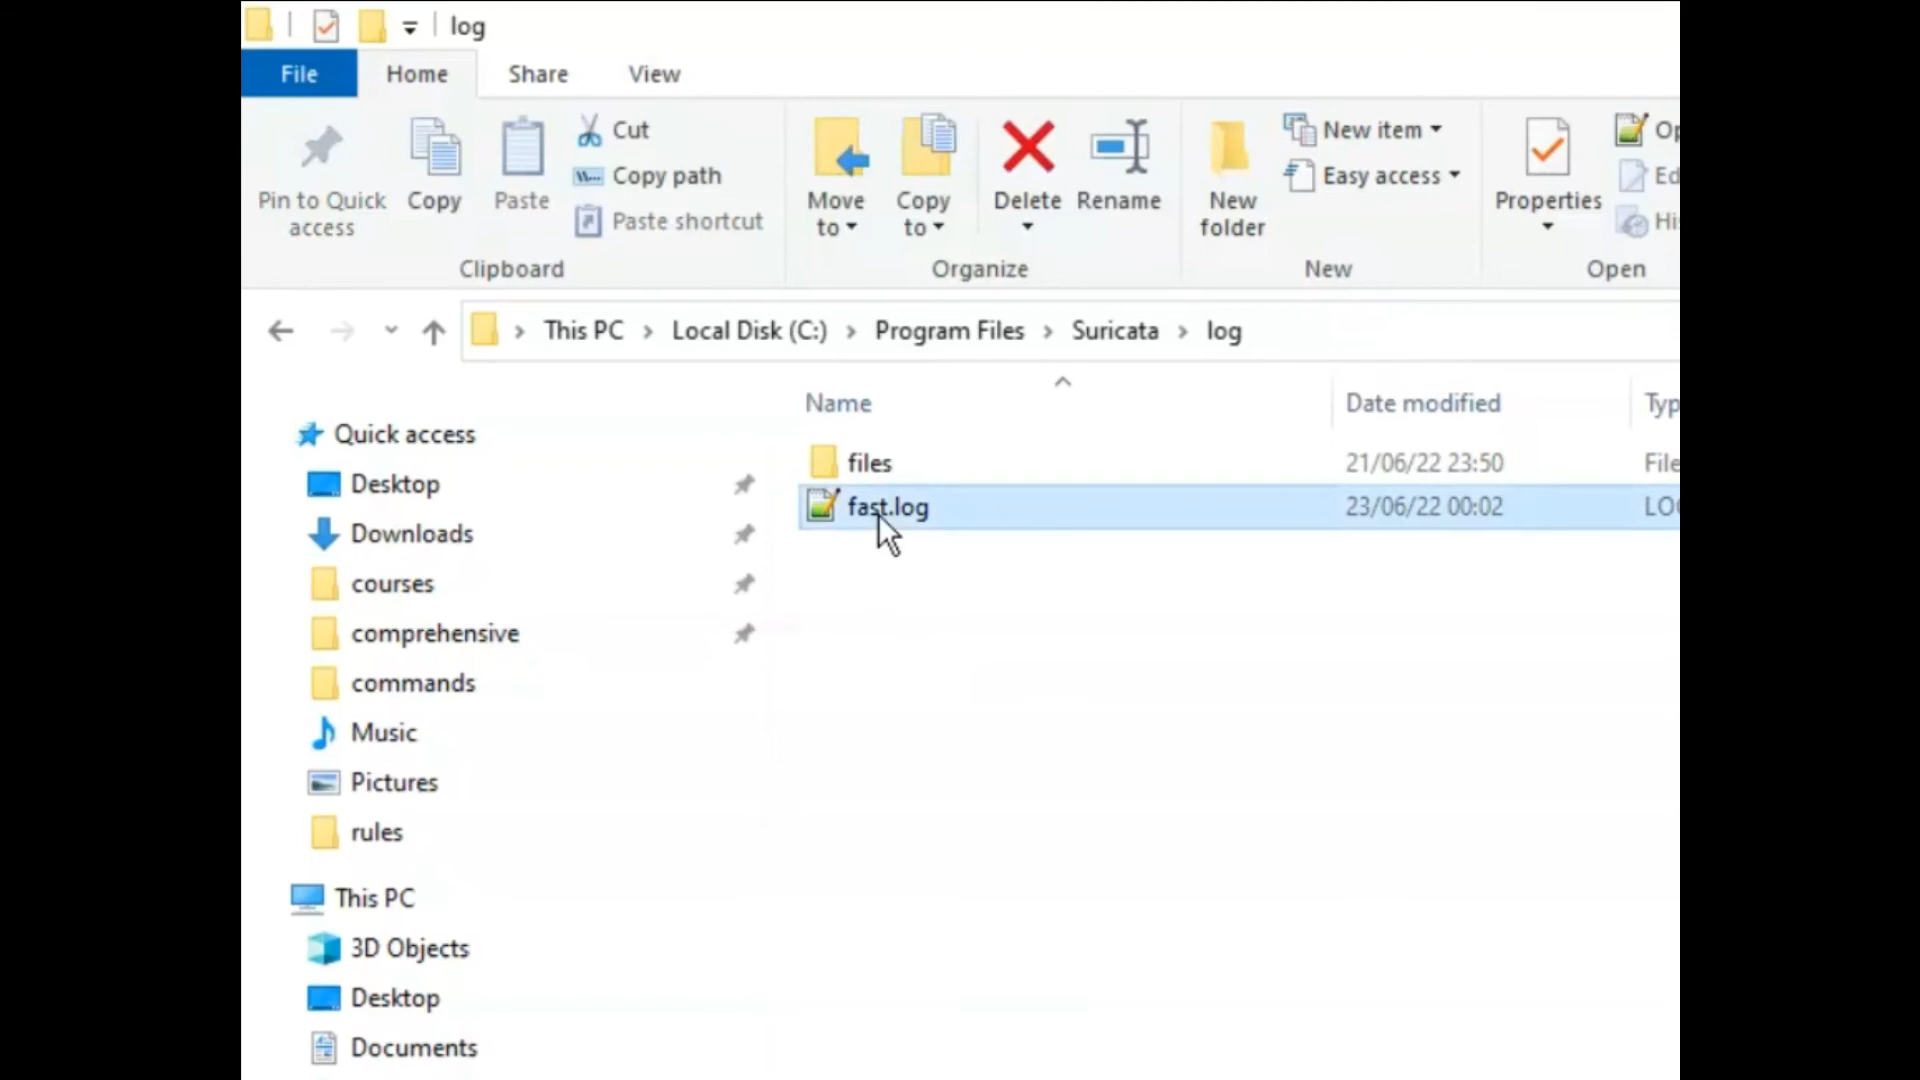 log
File Home Share View
Pin to Quick access
Copy
Paste
Cut
Copy path
Paste shortcut
Clipboard
Move to
Copy to
Delete
Rename
Organize
New folder
New item
Easy access
New
Properties
Open
This PC > Local Disk (C:) > Program Files > Suricata > log
Name Date modified
files 21/06/22 23:50 File
fast.log 23/06/22 00:02
Quick access
Desktop
Downloads
courses
comprehensive
commands
Music
Pictures
rules
This PC
3D Objects
Desktop
Documents